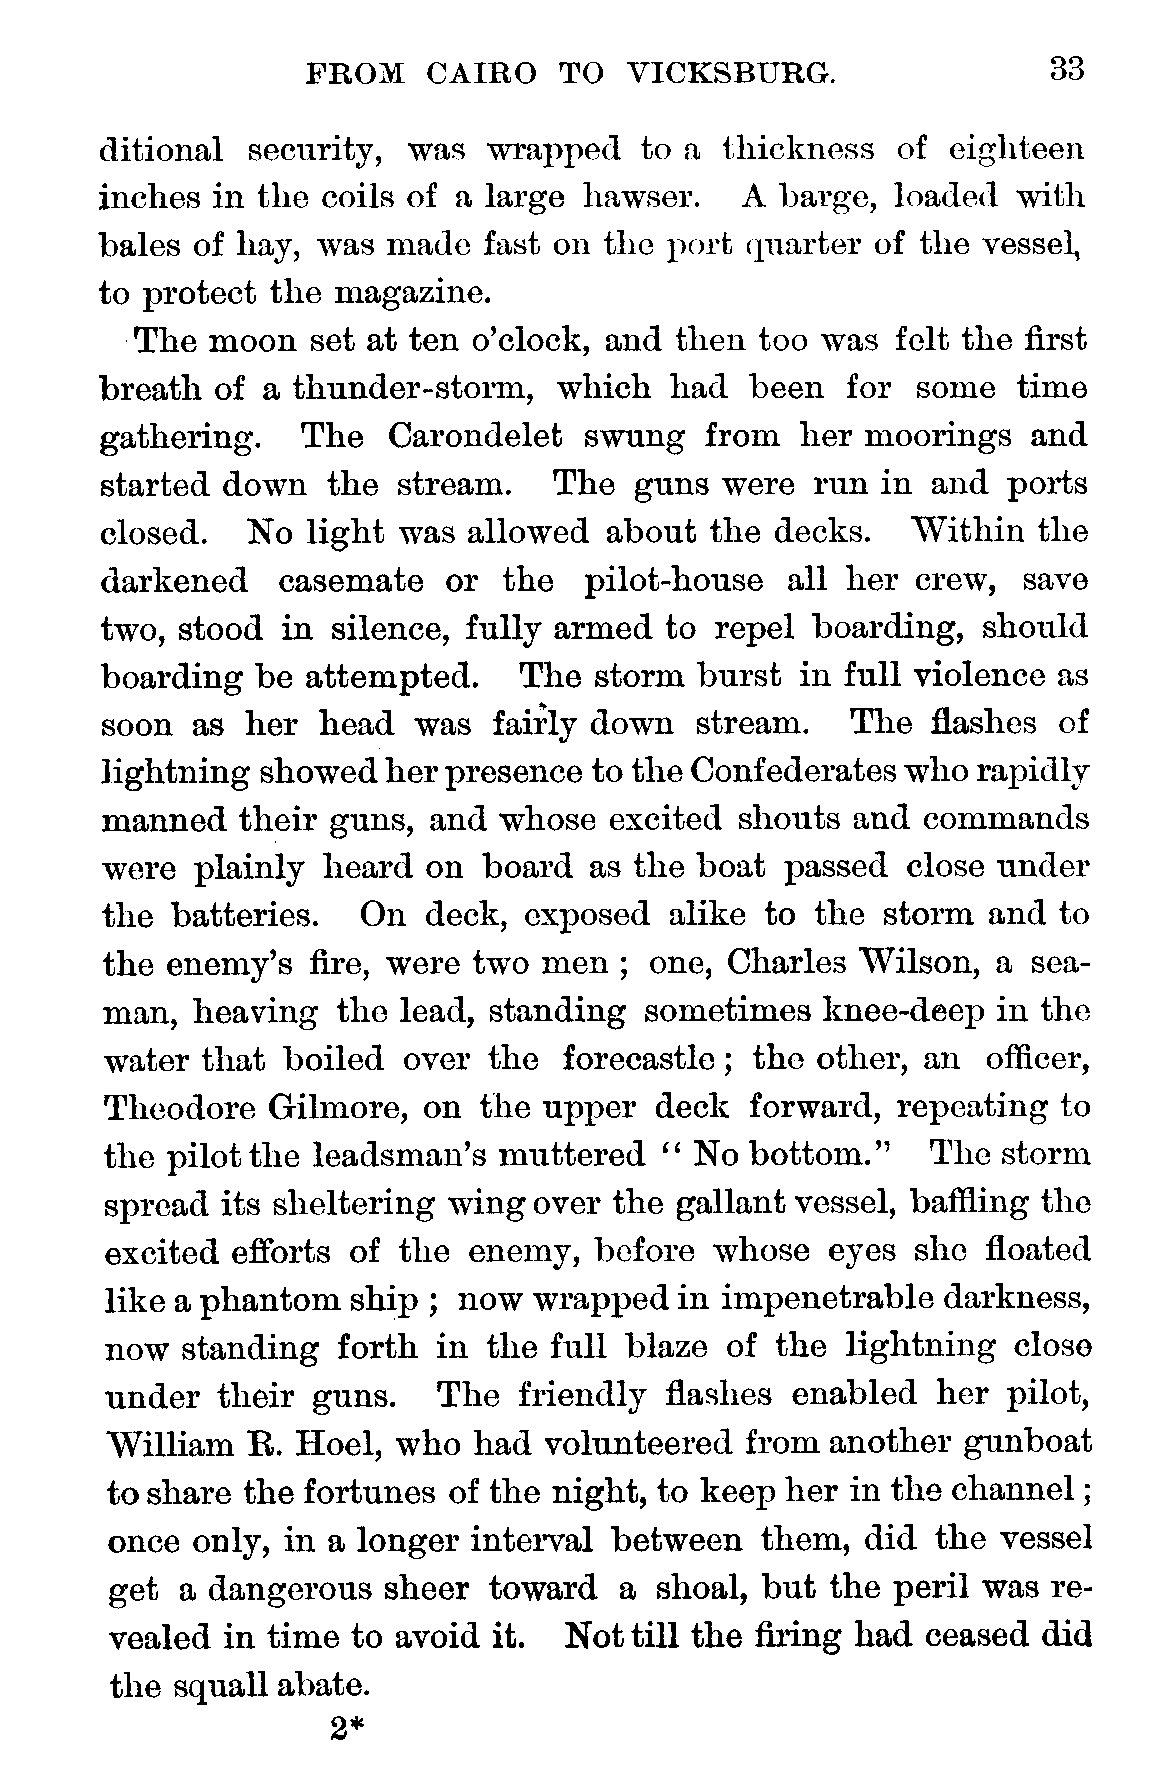 FROM CAIRO TO VICKSBURG. 33
ditional security, was wrapped to a thickness of eighteen
inches in the coils of a large hawser. A barge, loaded with
bales of hay, was made fast on the port quarter of the vessel,
to protect the magazine.
The moon set at ten o'clock, and then too was felt the first
breath of a thunder-storm, which had been for some time
gathering. The Carondelet swung from her moorings and
started down the stream. The guns were run in and ports
closed. No light was allowed about the decks. Within the
darkened casemate or the pilot-house all her crew, save
two, stood in silence, fully armed to repel boarding, should
boarding be attempted. The storm burst in full violence as
soon as her head was fairly down stream. The flashes of
lightning showed her presence to the Confederates who rapidly
manned their guns, and whose excited shouts and commands
were plainly heard on board as the boat passed close under
the batteries. On deck, exposed alike to the storm and to
the enemy's fire, were two men ; one, Charles Wilson, a sea-
man, heaving the lead, standing sometimes knee-deep in the
water that boiled over the forecastle ; the other, an officer,
Theodore Gilmore, on the upper deck forward, repeating to
the pilot the leadsman's muttered " No bottom." The storm
spread its sheltering wing over the gallant vessel, baffling the
excited efforts of the enemy, before whose eyes she floated
like a phantom ship ; now wrapped in impenetrable darkness,
now standing forth in the full blaze of the lightning close
under their guns. The friendly flashes enabled her pilot,
William R. Hoel, who had volunteered from another gunboat
to share the fortunes of the night, to keep her in the channel ;
once only, in a longer interval between them, did the vessel
get a dangerous sheer toward a shoal, but the peril was re-
vealed in time to avoid it. Not till the firing had ceased did
the squall abate.
2*